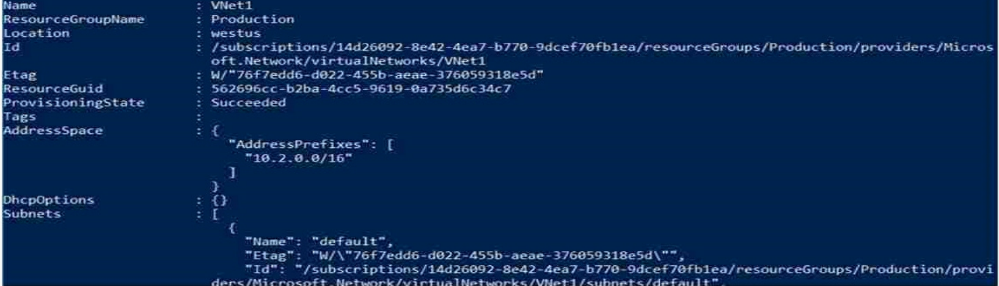 Name : VNet1
ResourceGroupName : Production
Location : westus
Id : /subscriptions/14d26092-8e42-4ea7-b770-9dcef70fb1ea/resourceGroups/Production/providers/Micros
oft.Network/virtualNetworks/VNet1
Etag : W/"76f7edd6-d022-455b-aeae-376059318e5d"
ResourceGuid : 562696cc-b2ba-4cc5-9619-0a735d6c34c7
ProvisioningState : Succeeded
Tags :
AddressSpace : {
"AddressPrefixes": [
"10.2.0.0/16"
]
}
DhcpOptions : {}
Subnets : [
{
"Name": "default",
"Etag": "W/\"76f7edd6-d022-455b-aeae-376059318e5d\"",
"Id": "/subscriptions/14d26092-8e42-4ea7-b770-9dcef70fb1ea/resourceGroups/Production/provi
ders/Microsoft.Network/virtualNetworks/VNet1/subnets/default",